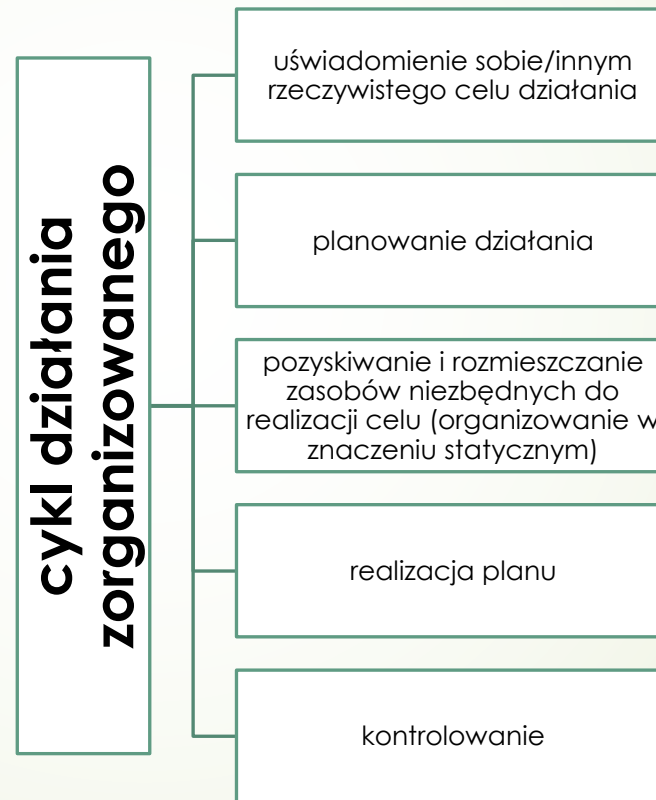 cykl działania
zorganizowanego
uświadomienie sobie/innym
rzeczywistego celu działania
planowanie działania
pozyskiwanie i rozmieszczanie
zasobów niezbędnych do
realizacji celu (organizowanie w
znaczeniu statycznym)
realizacja planu
kontrolowanie